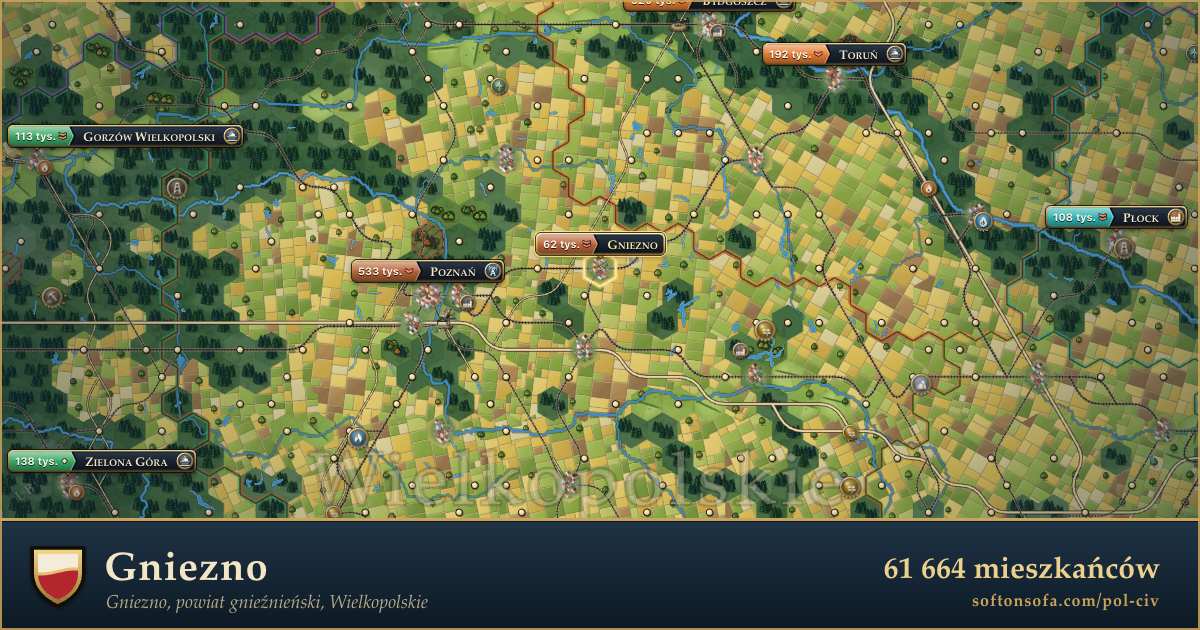 BYDGOSZCZ
192 tys. TORUŃ
113 tys. GORZÓW WIELKOPOLSKI
108 tys. PŁOCK
62 tys. GNIEZNO
533 tys. POZNAŃ
138 tys. ZIELONA GÓRA
Wielkopolskie
Gniezno
61 664 mieszkańców
Gniezno, powiat gnieźnieński, Wielkopolskie
softonsofa.com/pol-civ